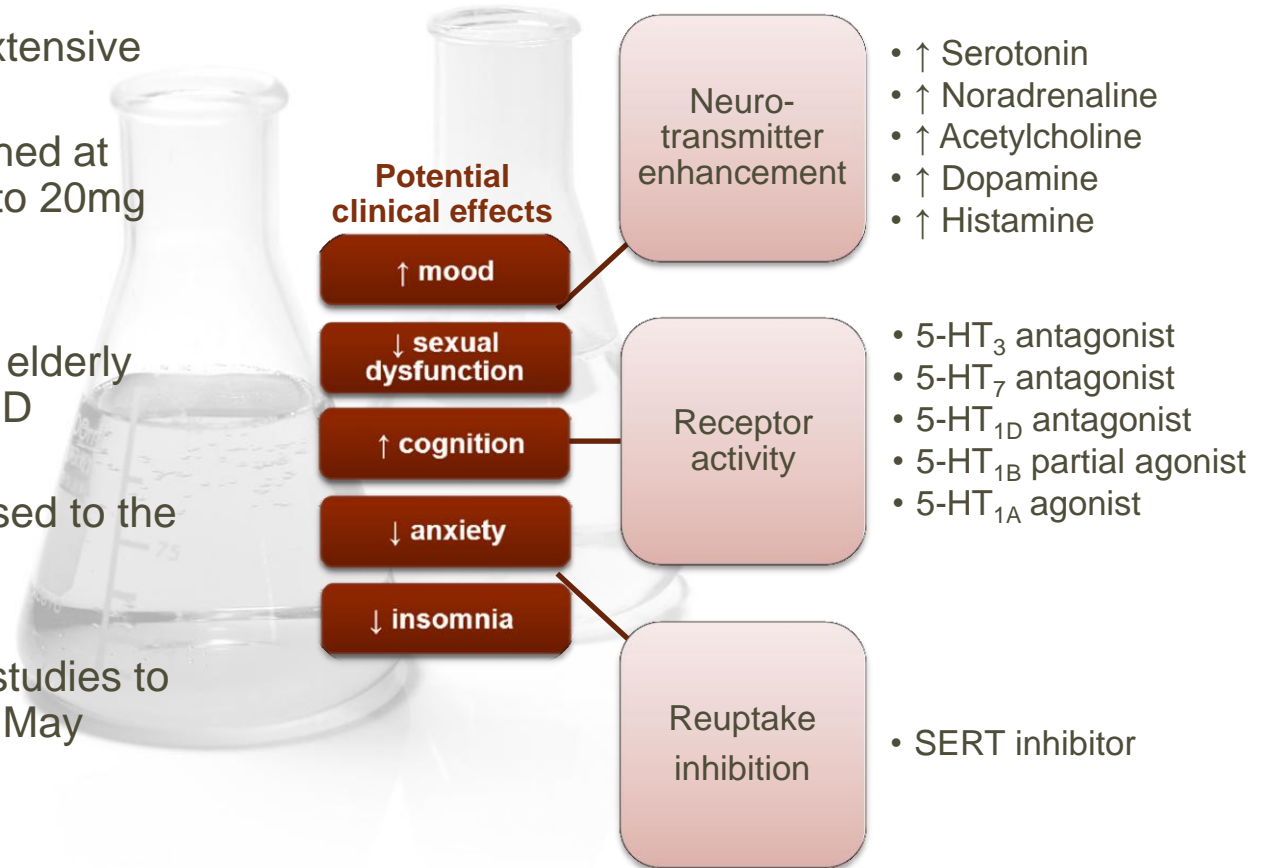 xtensive
ned at
to 20mg
elderly
D
sed to the
studies to
May
Potential
clinical effects
↑ mood
↓ sexual
dysfunction
↑ cognition
↓ anxiety
↓ insomnia
Neuro-
transmitter
enhancement
• ↑ Serotonin
• ↑ Noradrenaline
• ↑ Acetylcholine
• ↑ Dopamine
• ↑ Histamine
Receptor
activity
• 5-HT₃ antagonist
• 5-HT₇ antagonist
• 5-HT₁D antagonist
• 5-HT₁B partial agonist
• 5-HT₁A agonist
Reuptake
inhibition
• SERT inhibitor
75